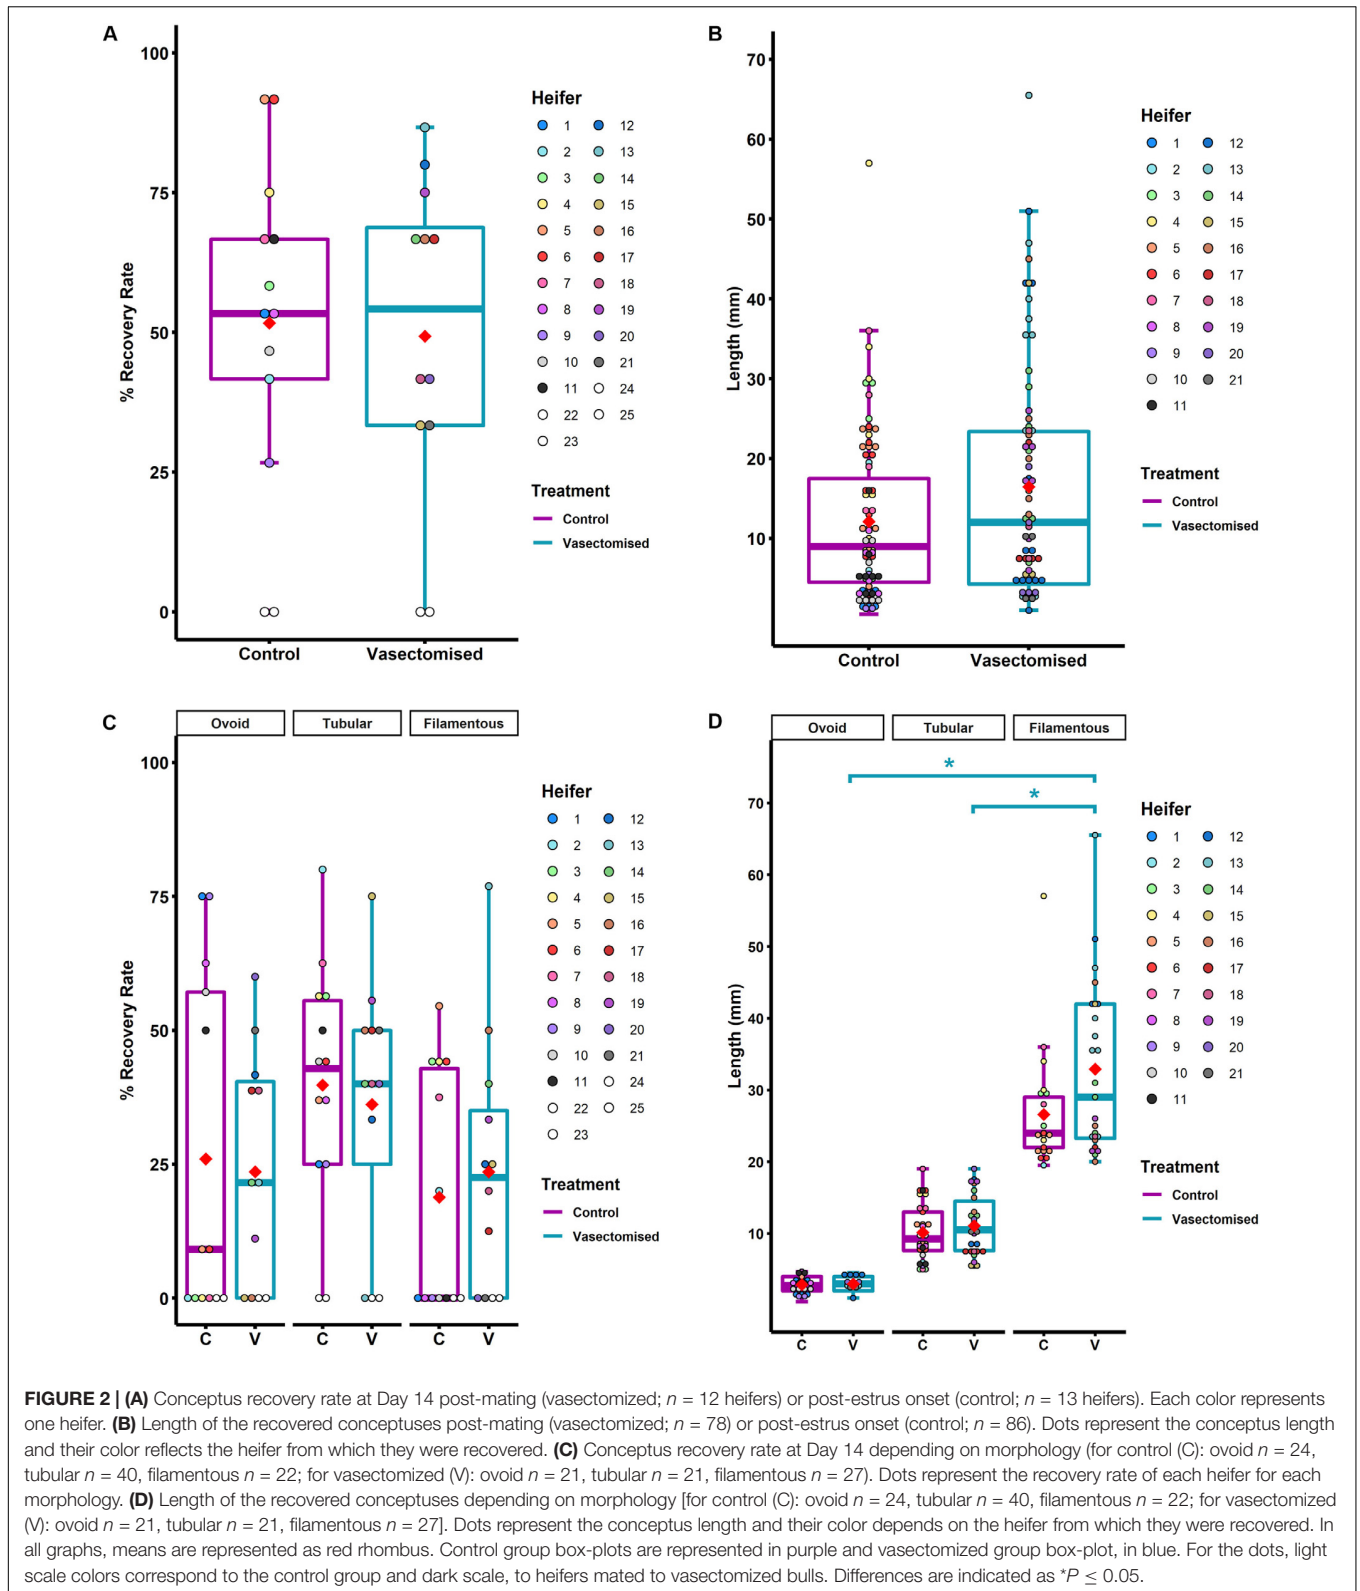 A
100
75
50
25
0
% Recovery Rate
Control
Vasectomised
Heifer
1 12
2 13
3 14
4 15
5 16
6 17
7 18
8 19
9 20
10 21
11 24
22 25
23
Treatment
Control
Vasectomised
B
70
60
50
40
30
20
10
Length (mm)
Control
Vasectomised
Heifer
1 12
2 13
3 14
4 15
5 16
6 17
7 18
8 19
9 20
10 21
11
Treatment
Control
Vasectomised
C
Ovoid
Tubular
Filamentous
100
75
50
25
0
% Recovery Rate
C V C V C V
Heifer
1 12
2 13
3 14
4 15
5 16
6 17
7 18
8 19
9 20
10 21
11 24
22 25
23
Treatment
Control
Vasectomised
D
Ovoid
Tubular
Filamentous
*
*
70
60
50
40
30
20
10
Length (mm)
C V C V C V
Heifer
1 12
2 13
3 14
4 15
5 16
6 17
7 18
8 19
9 20
10 21
11
Treatment
Control
Vasectomised
FIGURE 2 | (A) Conceptus recovery rate at Day 14 post-mating (vasectomized; n = 12 heifers) or post-estrus onset (control; n = 13 heifers). Each color represents
one heifer. (B) Length of the recovered conceptuses post-mating (vasectomized; n = 78) or post-estrus onset (control; n = 86). Dots represent the conceptus length
and their color reflects the heifer from which they were recovered. (C) Conceptus recovery rate at Day 14 depending on morphology (for control (C): ovoid n = 24,
tubular n = 40, filamentous n = 22; for vasectomized (V): ovoid n = 21, tubular n = 21, filamentous n = 27). Dots represent the recovery rate of each heifer for each
morphology. (D) Length of the recovered conceptuses depending on morphology [for control (C): ovoid n = 24, tubular n = 40, filamentous n = 22; for vasectomized
(V): ovoid n = 21, tubular n = 21, filamentous n = 27]. Dots represent the conceptus length and their color depends on the heifer from which they were recovered. In
all graphs, means are represented as red rhombus. Control group box-plots are represented in purple and vasectomized group box-plot, in blue. For the dots, light
scale colors correspond to the control group and dark scale, to heifers mated to vasectomized bulls. Differences are indicated as *P ≤ 0.05.